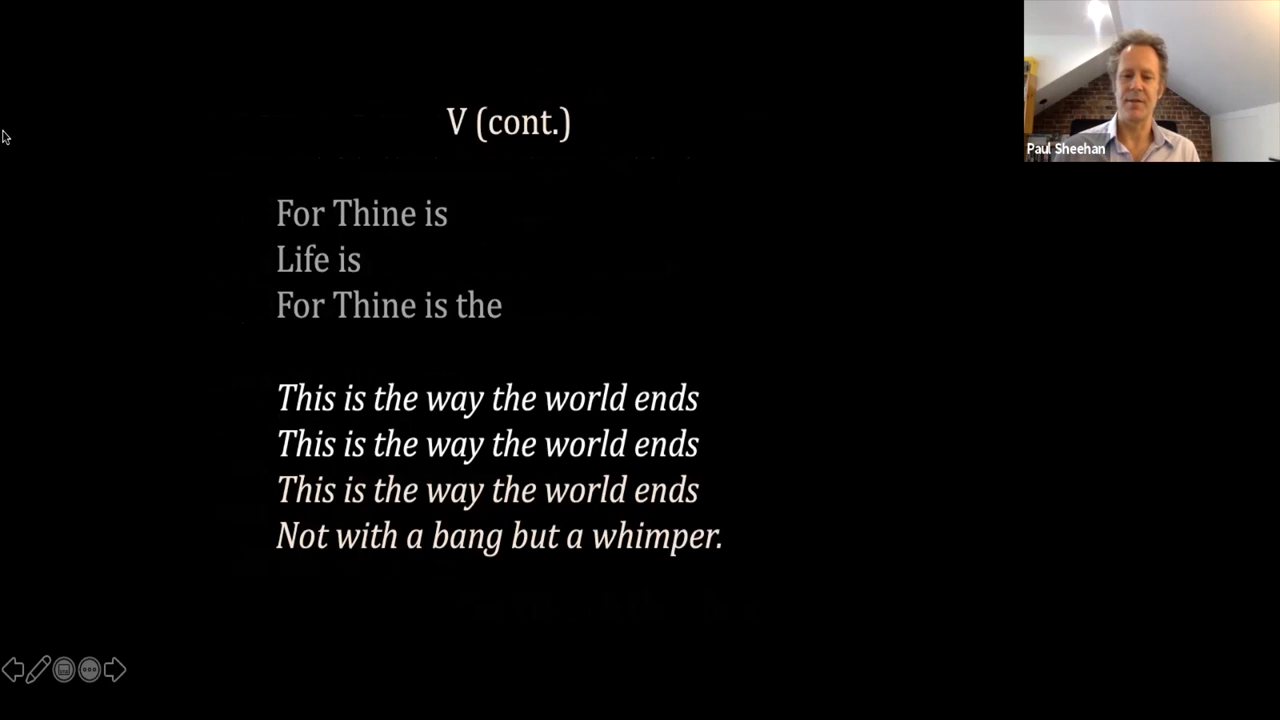 V (cont.)
For Thine is
Life is
For Thine is the
This is the way the world ends
This is the way the world ends
This is the way the world ends
Not with a bang but a whimper.
Paul Sheehan